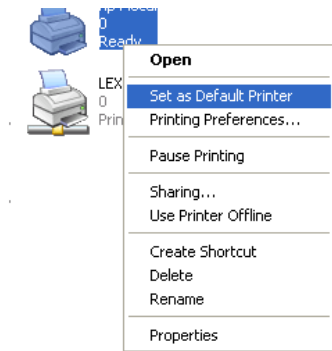 0
Ready
LEX
0
Prin
Open
Set as Default Printer
Printing Preferences...
Pause Printing
Sharing...
Use Printer Offline
Create Shortcut
Delete
Rename
Properties